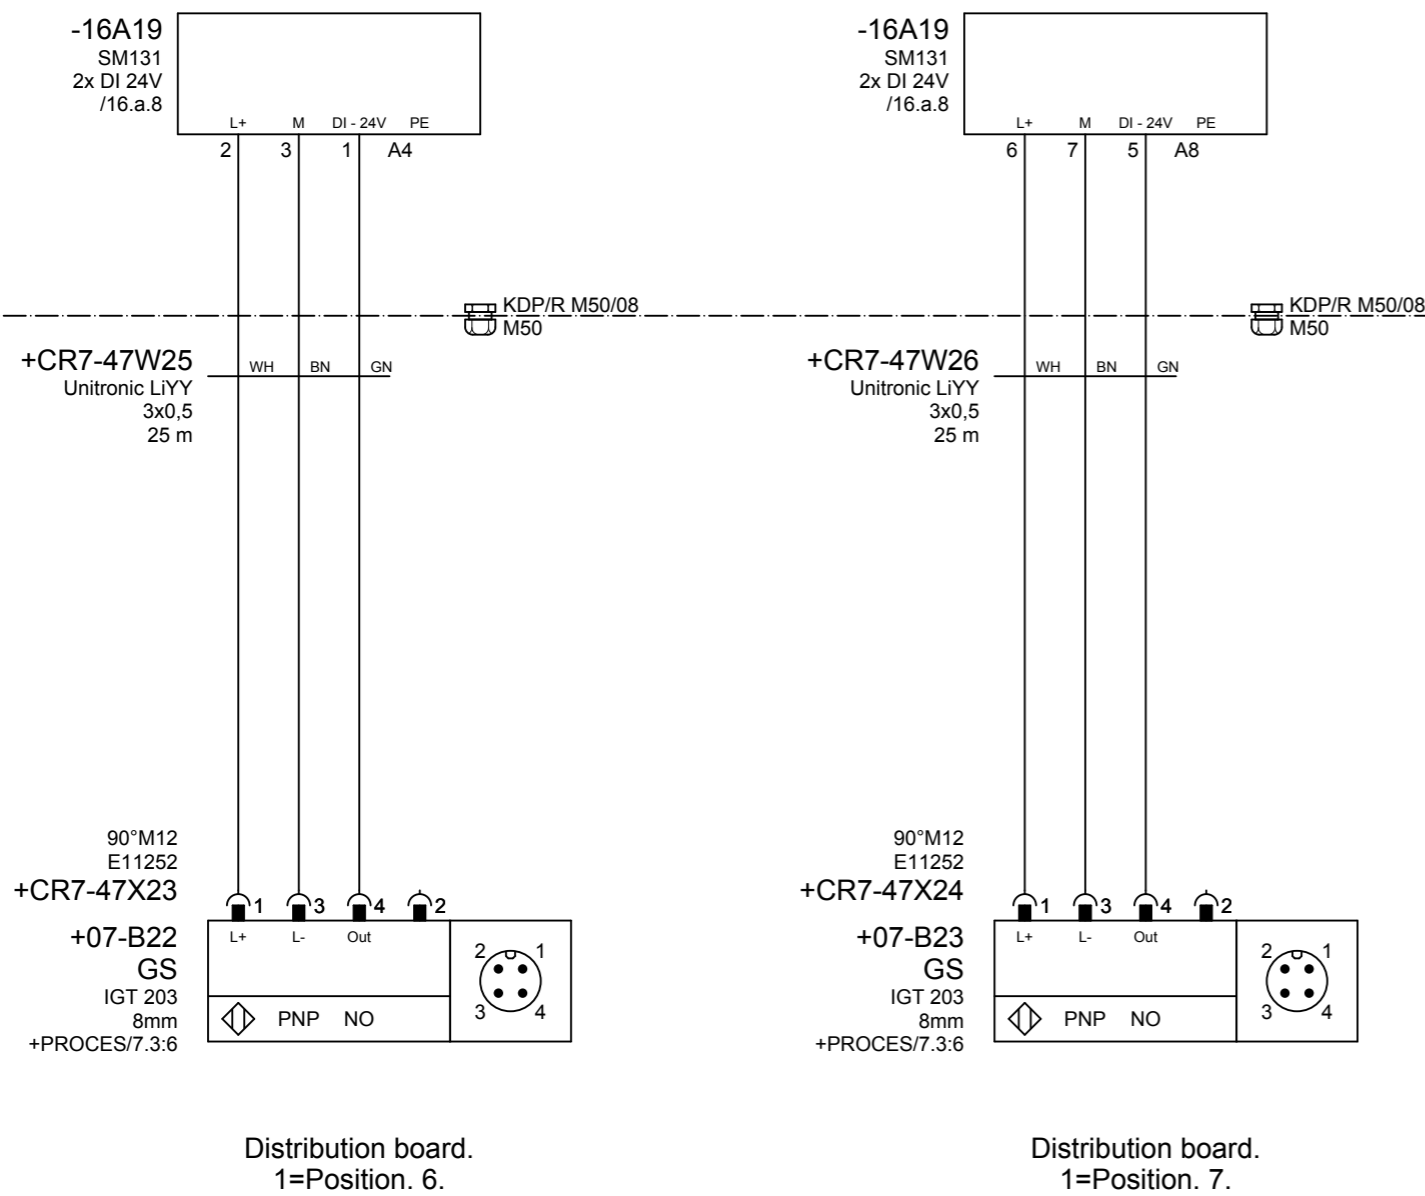 -16A19
SM131
2x DI 24V
/16.a.8
L+ M DI - 24V PE
2 3 1 A4
KDP/R M50/08
M50
+CR7-47W25
Unitronic LiYY
3x0,5
25 m
WH BN GN
90°M12
E11252
+CR7-47X23
1 3 4 2
+07-B22
GS
IGT 203
8mm
+PROCES/7.3:6
L+ L- Out
PNP NO
2 1
3 4
Distribution board.
1=Position. 6.
-16A19
SM131
2x DI 24V
/16.a.8
L+ M DI - 24V PE
6 7 5 A8
KDP/R M50/08
M50
+CR7-47W26
Unitronic LiYY
3x0,5
25 m
WH BN GN
90°M12
E11252
+CR7-47X24
1 3 4 2
+07-B23
GS
IGT 203
8mm
+PROCES/7.3:6
L+ L- Out
PNP NO
2 1
3 4
Distribution board.
1=Position. 7.